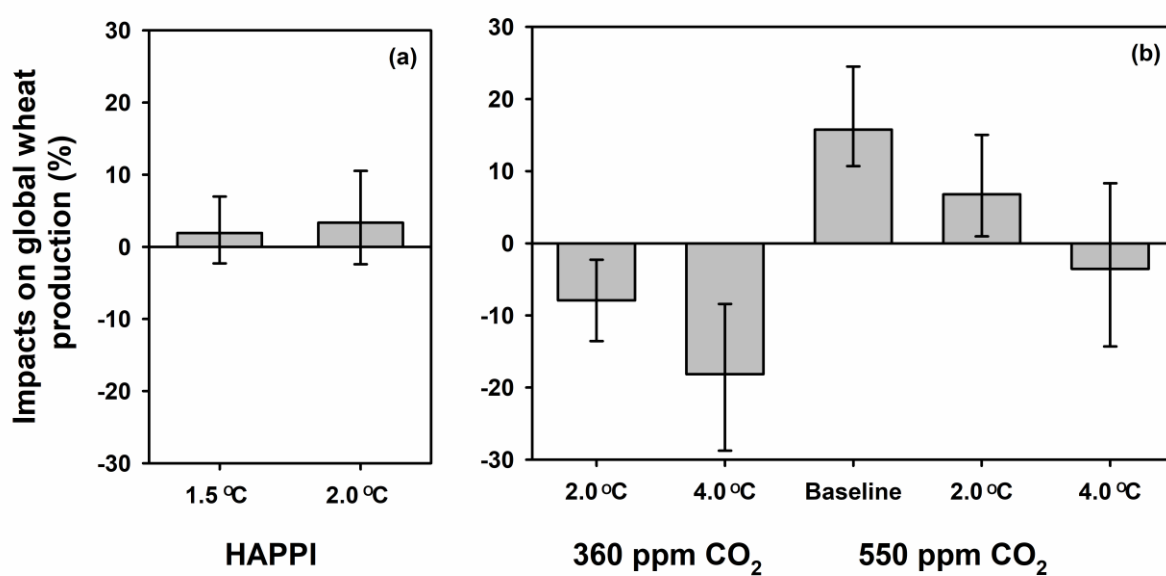 Impacts on global wheat
production (%)
(a)
30
20
10
0
-10
-20
-30
1.5 °C
2.0 °C
HAPPI
(b)
30
20
10
0
-10
-20
-30
2.0 °C
4.0 °C
Baseline
2.0 °C
4.0 °C
360 ppm CO₂
550 ppm CO₂